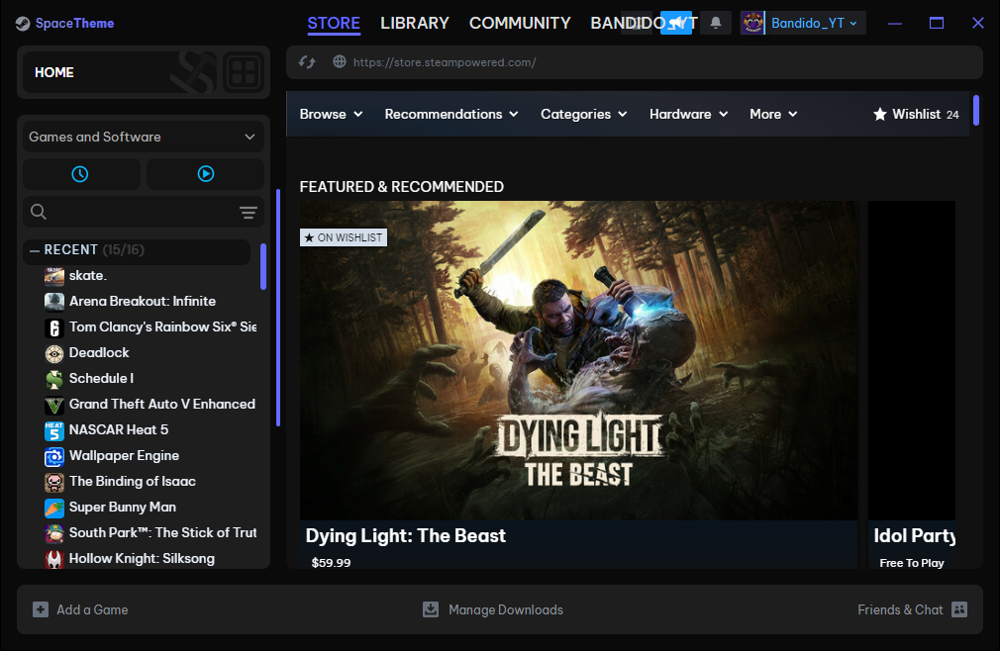 SpaceTheme
STORE LIBRARY COMMUNITY BANDIDO_YT
Bandido_YT
HOME
https://store.steampowered.com/
Games and Software
Browse Recommendations Categories Hardware More Wishlist 24
FEATURED & RECOMMENDED
★ ON WISHLIST
— RECENT (15/16)
skate.
Arena Breakout: Infinite
Tom Clancy's Rainbow Six® Sie
Deadlock
Schedule I
Grand Theft Auto V Enhanced
NASCAR Heat 5
Wallpaper Engine
The Binding of Isaac
Super Bunny Man
South Park™: The Stick of Trut
Hollow Knight: Silksong
HEAT
5
DYING LIGHT
THE BEAST
Dying Light: The Beast
$59.99
Idol Party
Free To Play
Add a Game
Manage Downloads
Friends & Chat